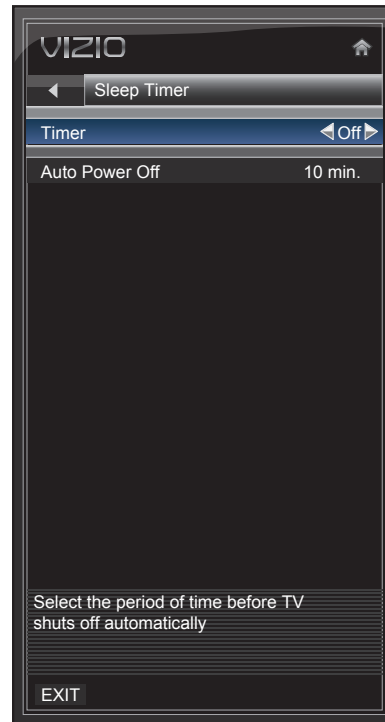 VIZIO
Sleep Timer
Timer Off
Auto Power Off 10 min.
Select the period of time before TV
shuts off automatically
EXIT